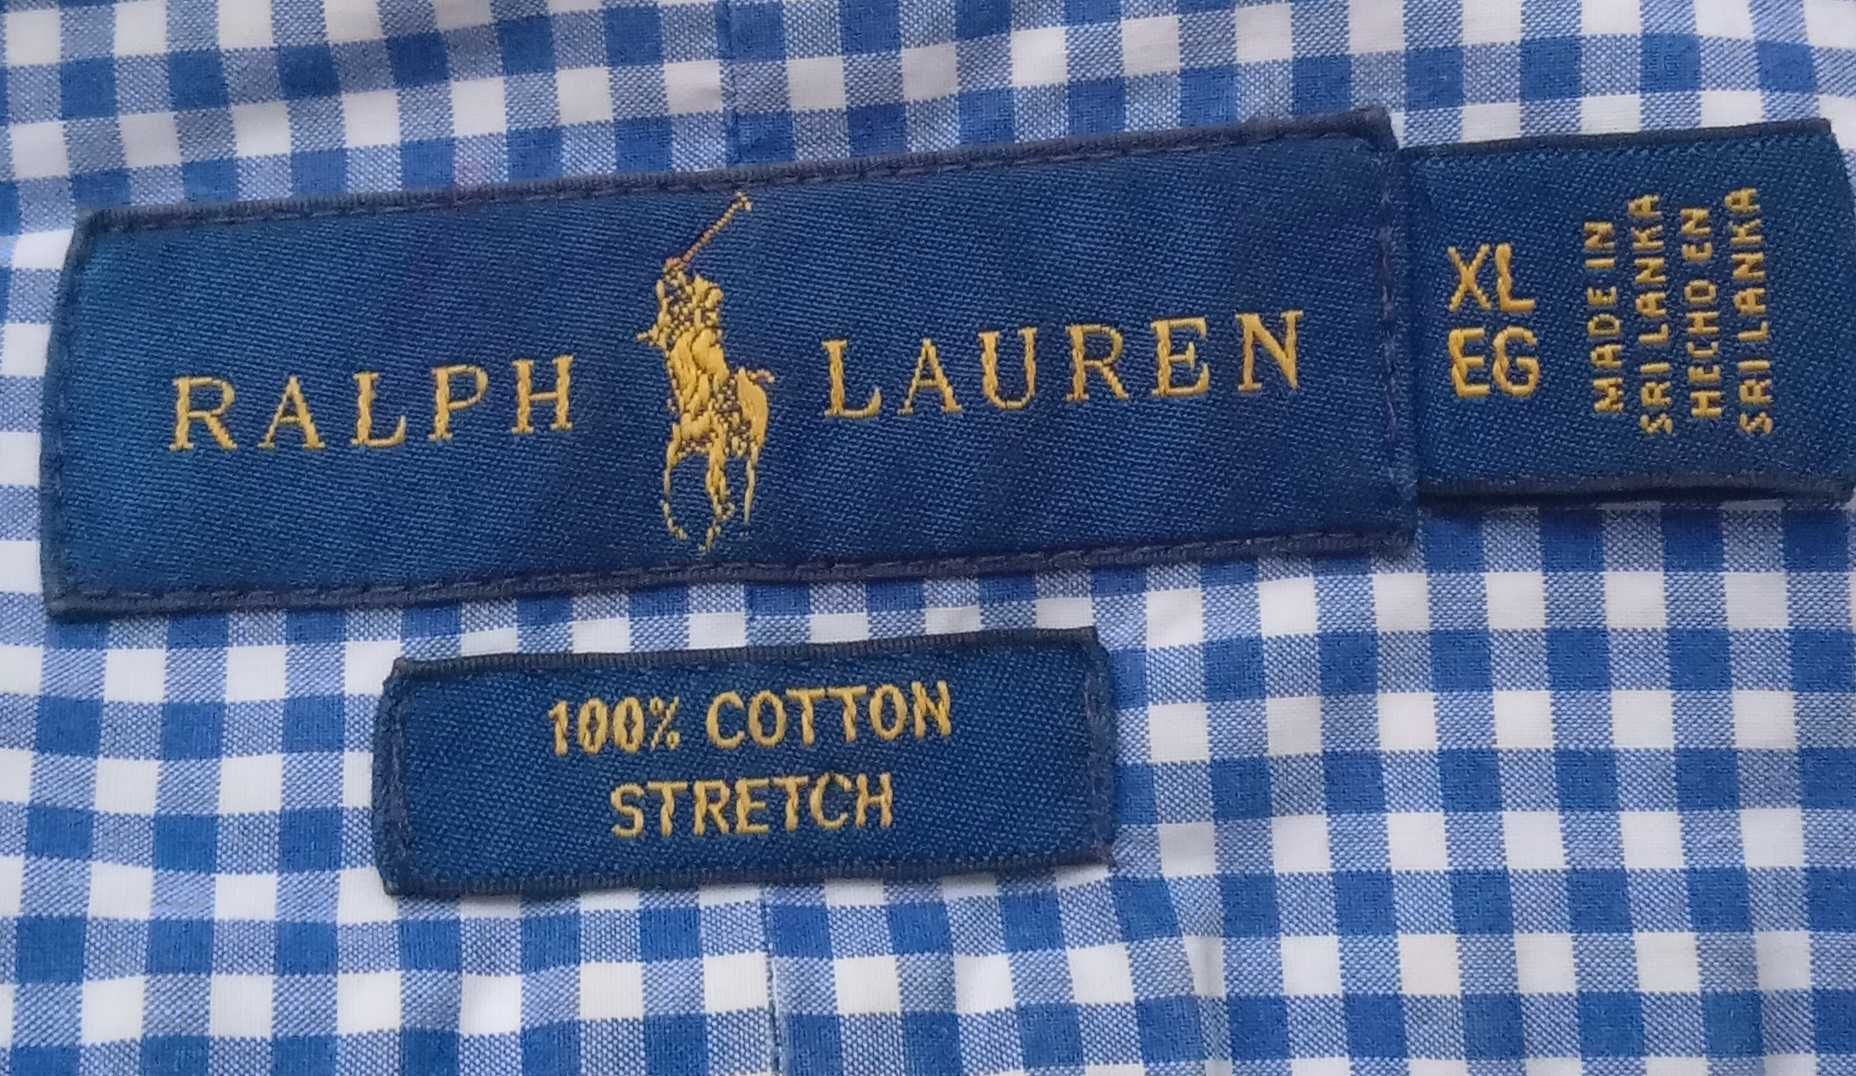 RALPH LAUREN
XL
EG
MADE IN
SRI LANKA
HECHO EN
SRI LANKA
100% COTTON
STRETCH